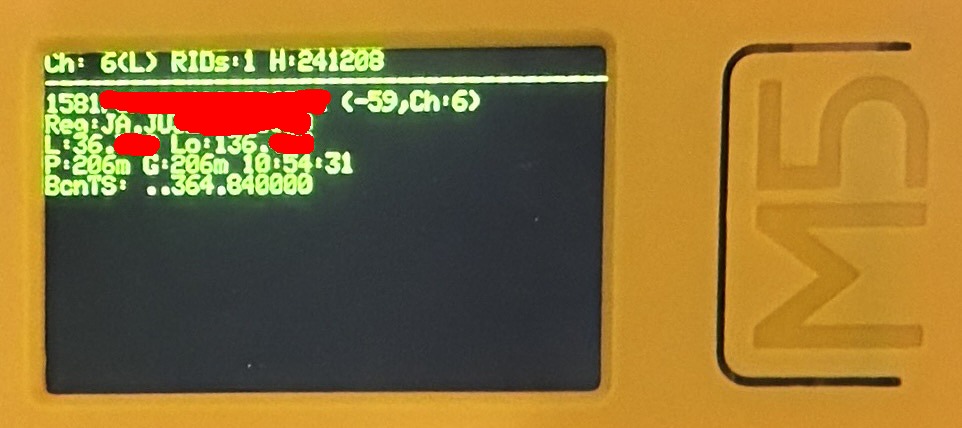 Ch: 6(L) RIDs:1 H:241208
1581 (-59,Ch:6)
Reg:JA.JU
L:36. Lo:136.
P:206m G:206m 10:54:31
BcnTS: ..364.840000
M5